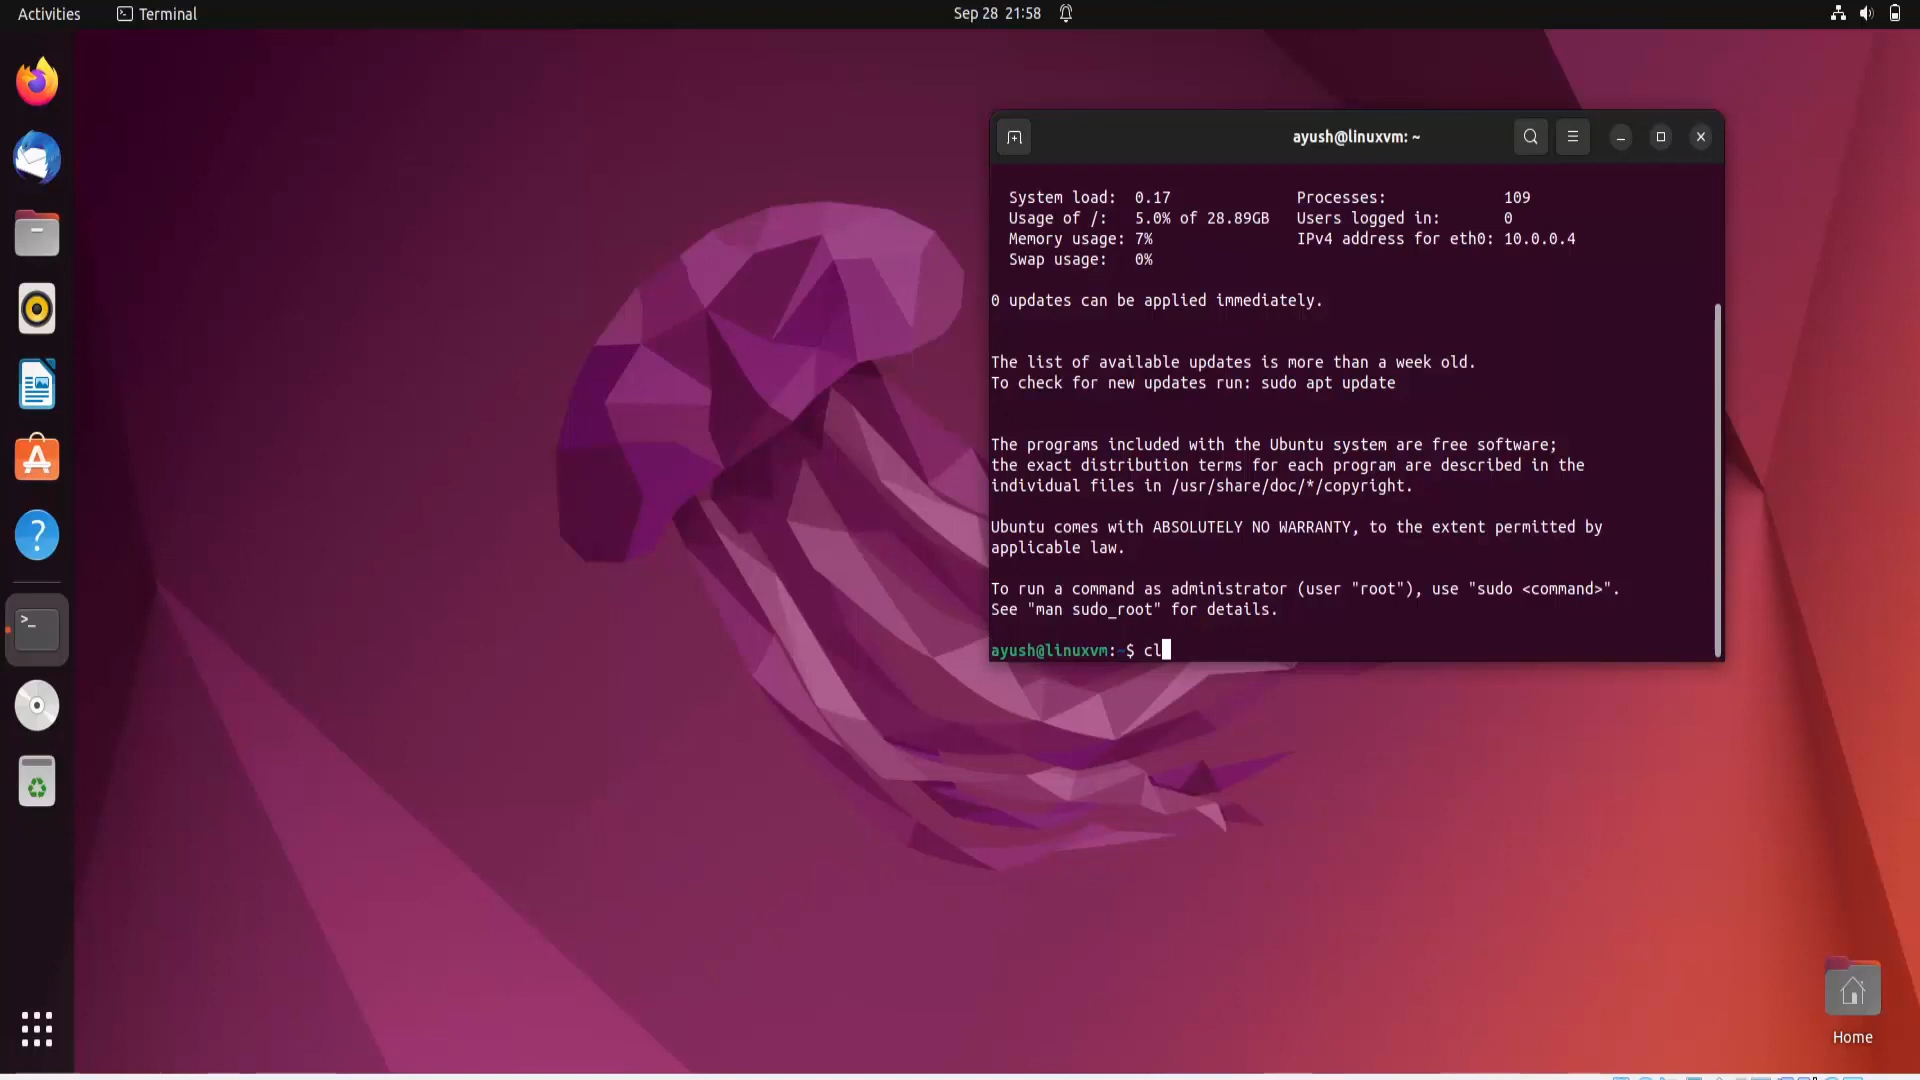 Activities
Terminal
Sep 28 21:58
ayush@linuxvm: ~
System load: 0.17 Processes: 109
Usage of /: 5.0% of 28.89GB Users logged in: 0
Memory usage: 7% IPv4 address for eth0: 10.0.0.4
Swap usage: 0%
0 updates can be applied immediately.
The list of available updates is more than a week old.
To check for new updates run: sudo apt update
The programs included with the Ubuntu system are free software;
the exact distribution terms for each program are described in the
individual files in /usr/share/doc/*/copyright.
Ubuntu comes with ABSOLUTELY NO WARRANTY, to the extent permitted by
applicable law.
To run a command as administrator (user "root"), use "sudo <command>".
See "man sudo_root" for details.
ayush@linuxvm:~$ cl
Home